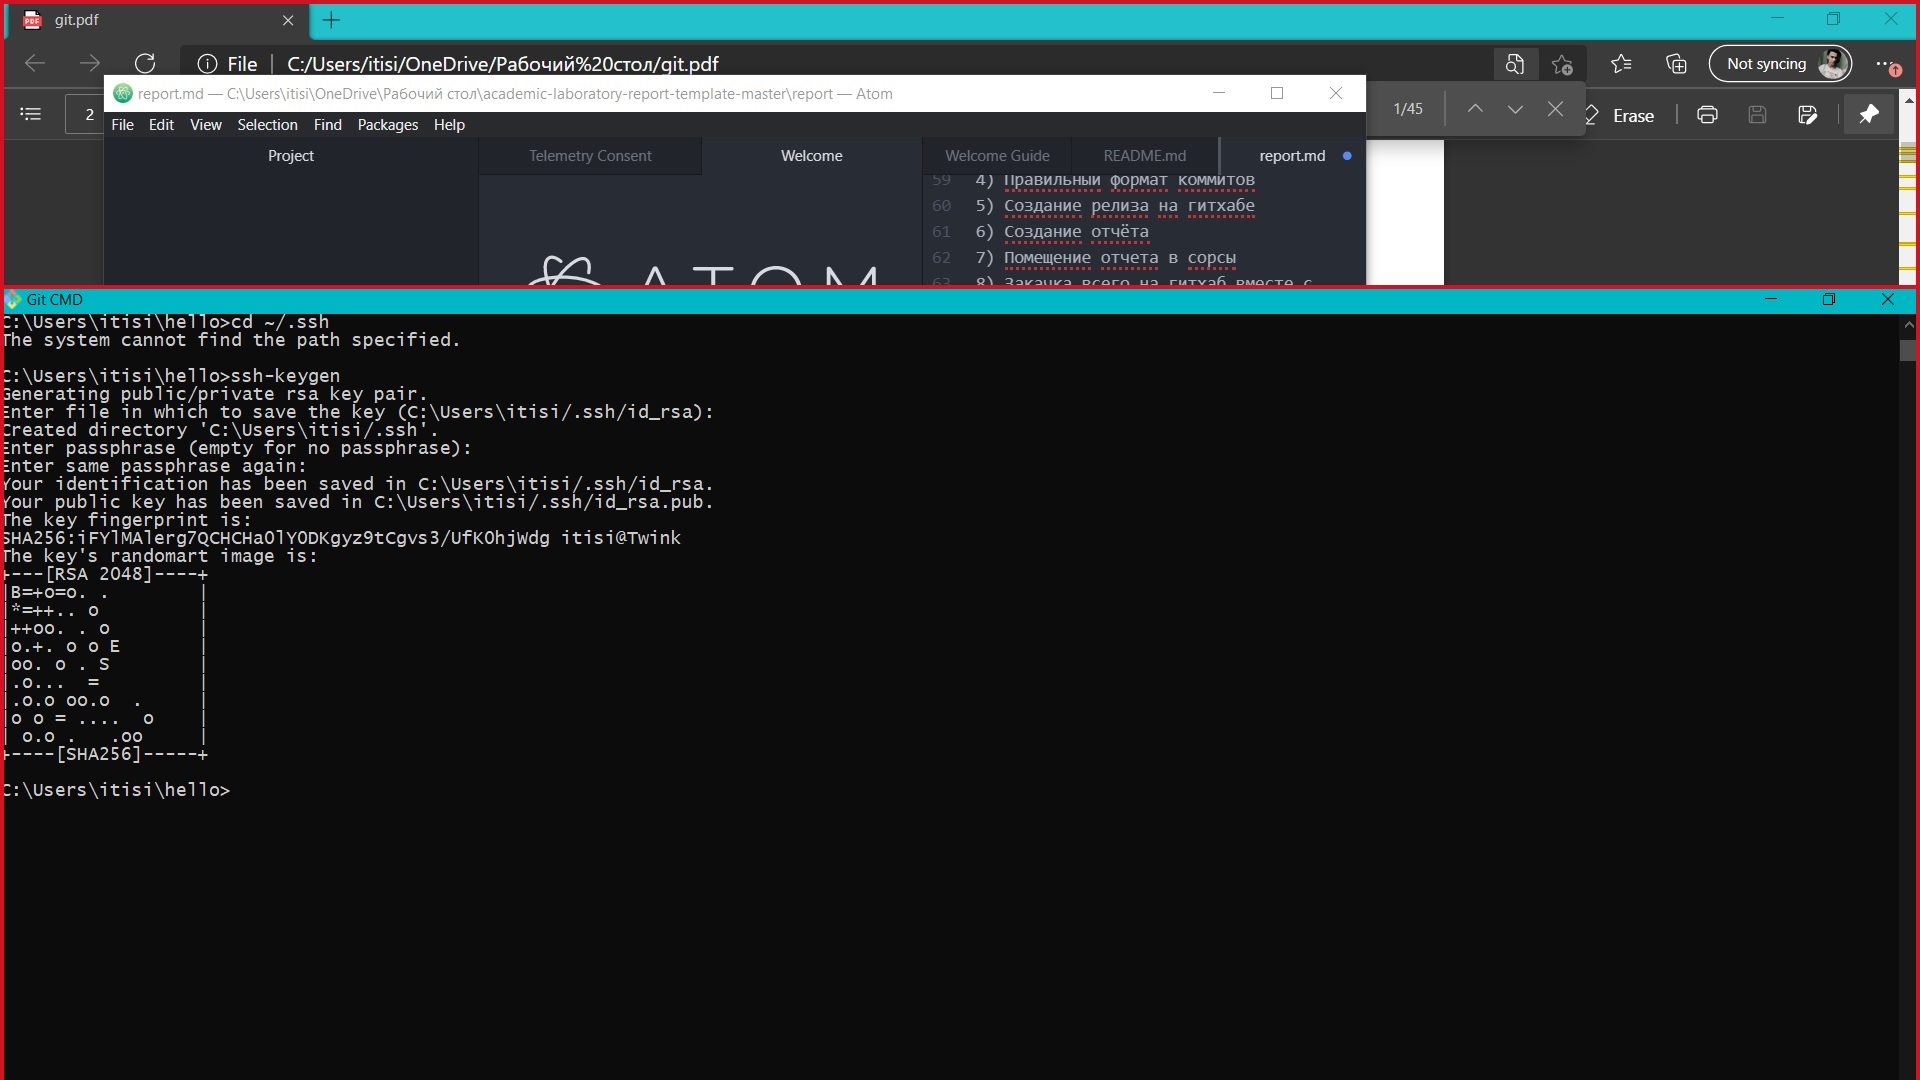 git.pdf
File
C:/Users/itisi/OneDrive/Рабочий%20стол/git.pdf
Not syncing
report.md — C:\Users\itisi\OneDrive\Рабочий стол\academic-laboratory-report-template-master\report — Atom
1/45
2
Erase
File Edit View Selection Find Packages Help
Project
Telemetry Consent
Welcome
Welcome Guide
README.md
report.md
59 4) Правильный формат коммитов
60 5) Создание релиза на гитхабе
61 6) Создание отчёта
62 7) Помещение отчета в сорсы
63 8) Закачка всего на гитхаб вместе с
ATOM
Git CMD
C:\Users\itisi\hello>cd ~/.ssh
The system cannot find the path specified.
C:\Users\itisi\hello>ssh-keygen
Generating public/private rsa key pair.
Enter file in which to save the key (C:\Users\itisi/.ssh/id_rsa):
Created directory 'C:\Users\itisi/.ssh'.
Enter passphrase (empty for no passphrase):
Enter same passphrase again:
Your identification has been saved in C:\Users\itisi/.ssh/id_rsa.
Your public key has been saved in C:\Users\itisi/.ssh/id_rsa.pub.
The key fingerprint is:
SHA256:iFYlMAlerg7QCHCHaOlYODKgyz9tCgvs3/UfKOhjWdg itisi@Twink
The key's randomart image is:
+---[RSA 2048]----+
|B=+o=o. .        |
|*=++.. o         |
|++oo. . o        |
|o.+. o o E       |
|oo. o . S        |
|.o...  =         |
|.o.o oo.o  .     |
|o o = ....  o    |
| o.o .   .oo     |
+----[SHA256]-----+
C:\Users\itisi\hello>